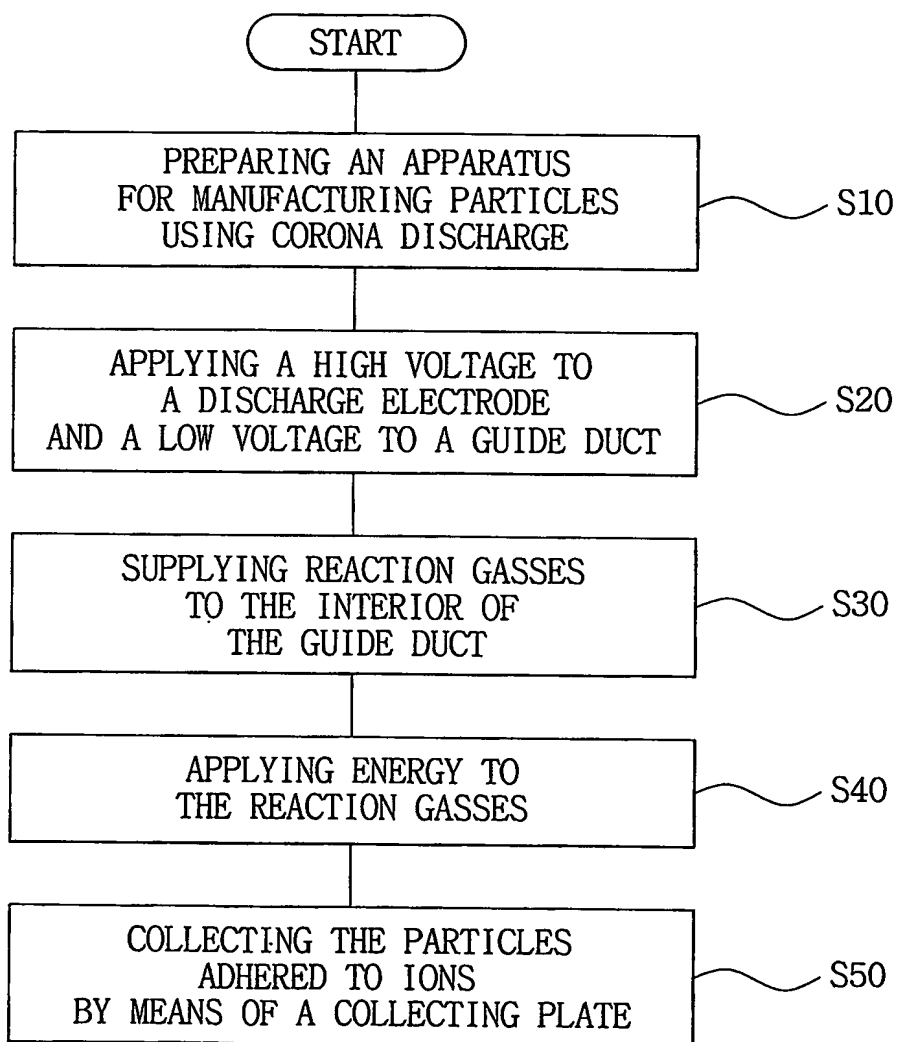 START
PREPARING AN APPARATUS
FOR MANUFACTURING PARTICLES
USING CORONA DISCHARGE
S10
APPLYING A HIGH VOLTAGE TO
A DISCHARGE ELECTRODE
AND A LOW VOLTAGE TO A GUIDE DUCT
S20
SUPPLYING REACTION GASSES
TO THE INTERIOR OF
THE GUIDE DUCT
S30
APPLYING ENERGY TO
THE REACTION GASSES
S40
COLLECTING THE PARTICLES
ADHERED TO IONS
BY MEANS OF A COLLECTING PLATE
S50